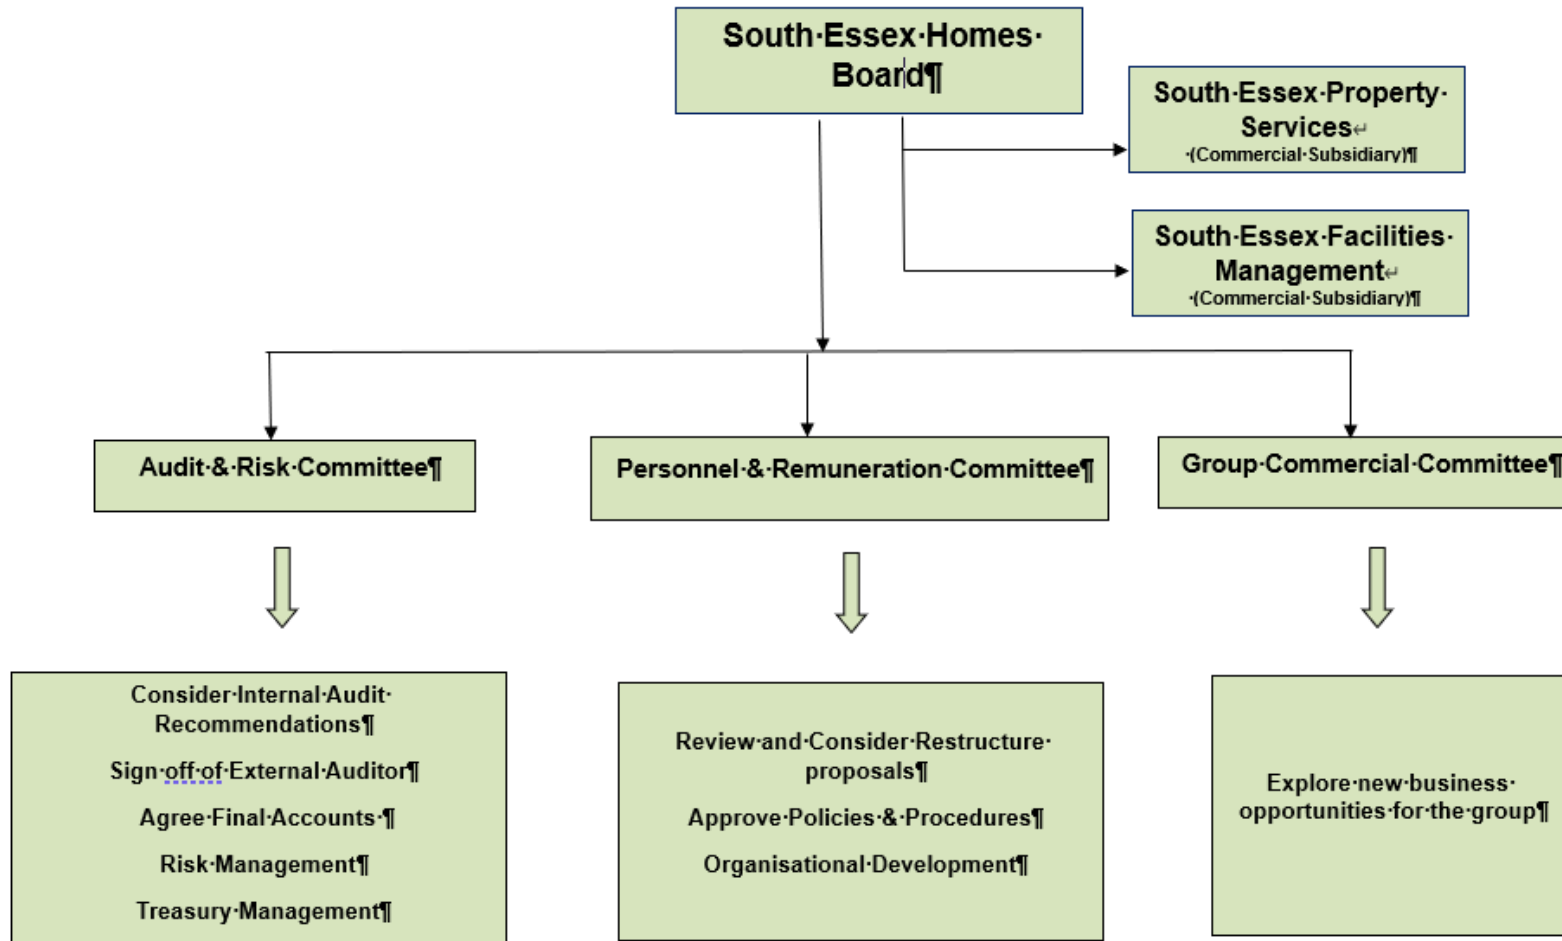 South·Essex·Homes·
Board¶
South·Essex·Property·
Services↵
·(Commercial·Subsidiary)¶
South·Essex·Facilities·
Management↵
·(Commercial·Subsidiary)¶
Audit·&·Risk·Committee¶
Personnel·&·Remuneration·Committee¶
Group·Commercial·Committee¶
Consider·Internal·Audit·
Recommendations¶
Sign·off·of·External·Auditor¶
Agree·Final·Accounts·¶
Risk·Management¶
Treasury·Management¶
Review·and·Consider·Restructure·
proposals¶
Approve·Policies·&·Procedures¶
Organisational·Development¶
Explore·new·business·
opportunities·for·the·group¶